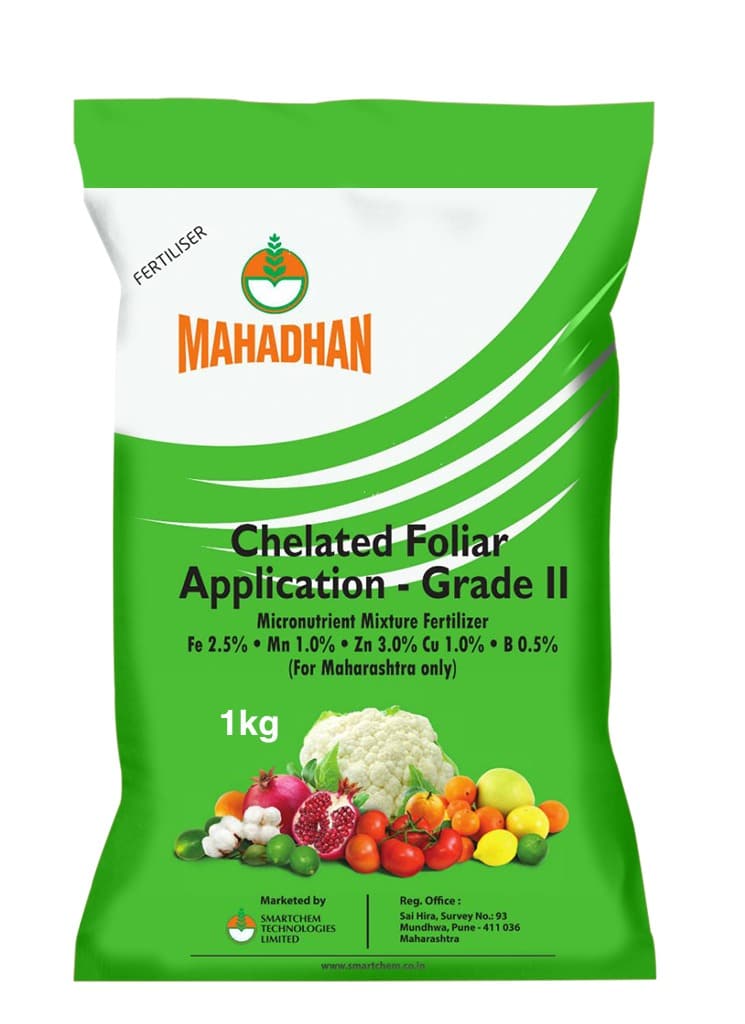 FERTILISER
MAHADHAN
Chelated Foliar
Application - Grade II
Micronutrient Mixture Fertilizer
Fe 2.5% • Mn 1.0% • Zn 3.0% Cu 1.0% • B 0.5%
(For Maharashtra only)
1kg
Marketed by
SMARTCHEM
TECHNOLOGIES
LIMITED
Reg. Office :
Sai Hira, Survey No.: 93
Mundhwa, Pune - 411 036
Maharashtra
www.smartchem.co.in